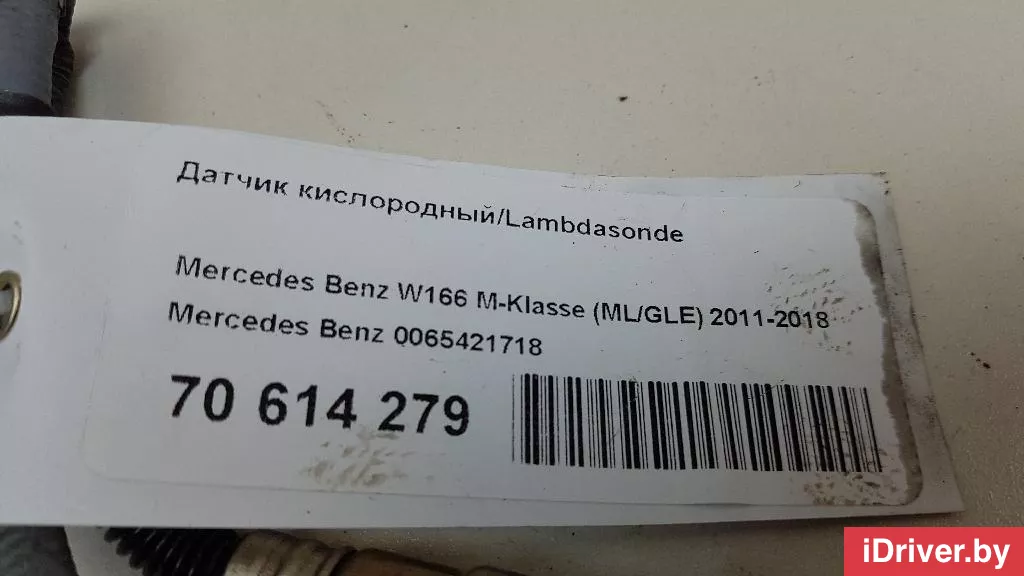 Датчик кислородный/Lambdasonde
Mercedes Benz W166 M-Klasse (ML/GLE) 2011-2018
Mercedes Benz 0065421718
70 614 279
iDriver.by